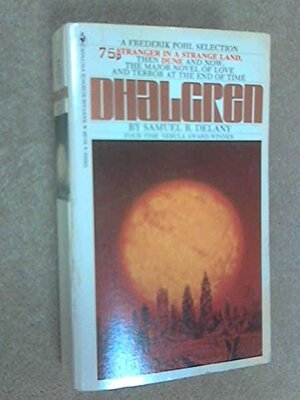 A FREDERIK POHL SELECTION
75p
STRANGER IN A STRANGE LAND,
THEN DUNE AND NOW,
THE MAJOR NOVEL OF LOVE
AND TERROR AT THE END OF TIME
DHALGREN
BY SAMUEL R. DELANY
FOUR-TIME NEBULA AWARD WINNER